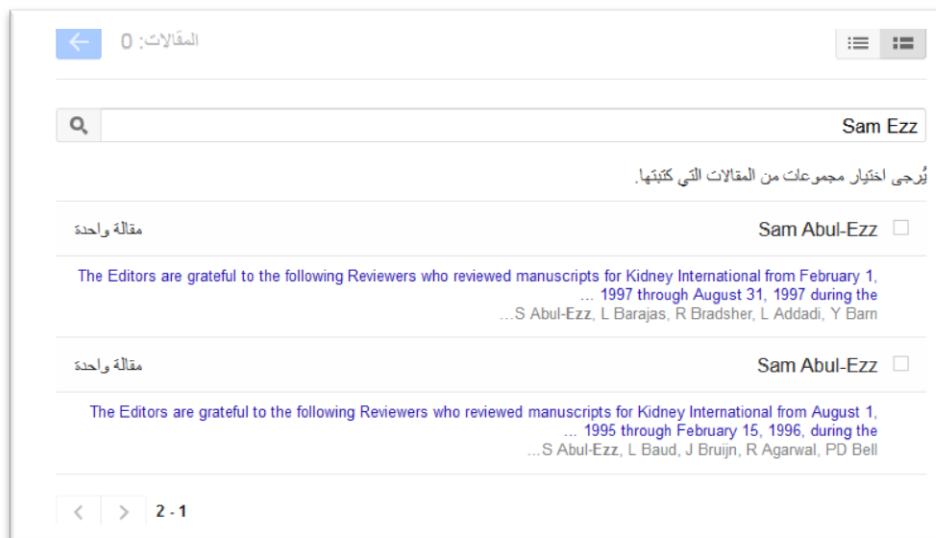 المقالات: 0
Sam Ezz
يُرجى اختيار مجموعات من المقالات التي كتبتها.
Sam Abul-Ezz
مقالة واحدة
The Editors are grateful to the following Reviewers who reviewed manuscripts for Kidney International from February 1,
1997 through August 31, 1997 during the ...
S Abul-Ezz, L Barajas, R Bradsher, L Addadi, Y Barn...
Sam Abul-Ezz
مقالة واحدة
The Editors are grateful to the following Reviewers who reviewed manuscripts for Kidney International from August 1,
1995 through February 15, 1996, during the ...
S Abul-Ezz, L Baud, J Bruijn, R Agarwal, PD Bell...
2 - 1